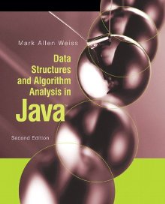 Mark Allen Weiss
Data
Structures
and Algorithm
Analysis in
Java
Second Edition